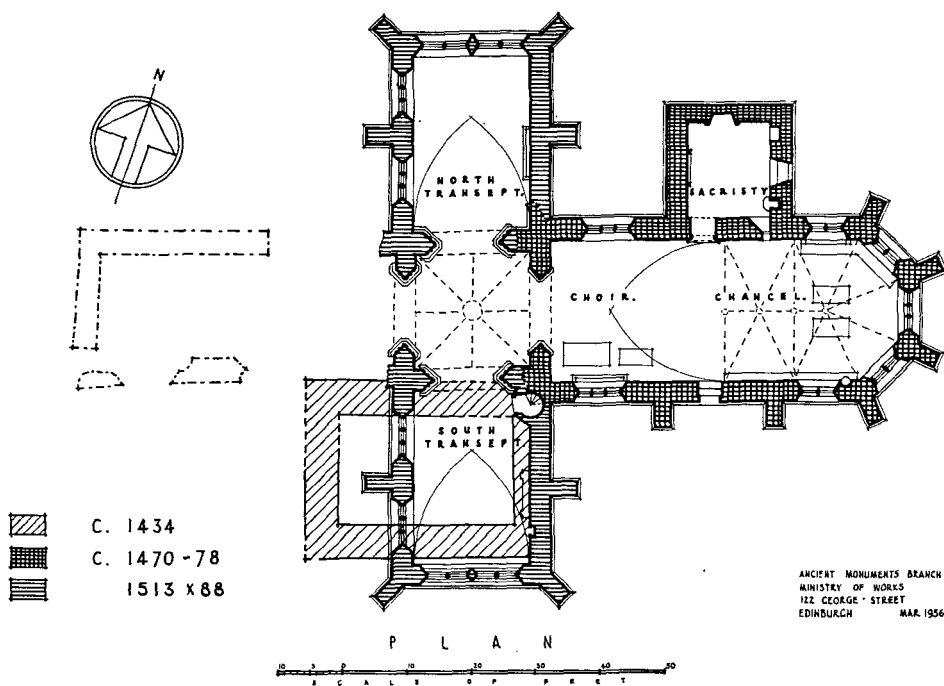 N
NORTH
TRANSEPT.
SACRISTY
CHOIR.
CHANCEL.
SOUTH
TRANSEPT
C. 1434
C. 1470-78
1513 X 88
ANCIENT MONUMENTS BRANCH
MINISTRY OF WORKS
122 GEORGE STREET
EDINBURGH MAR. 1956
PLAN
10 5 0 10 20 30 40 50
SCALE OF FEET